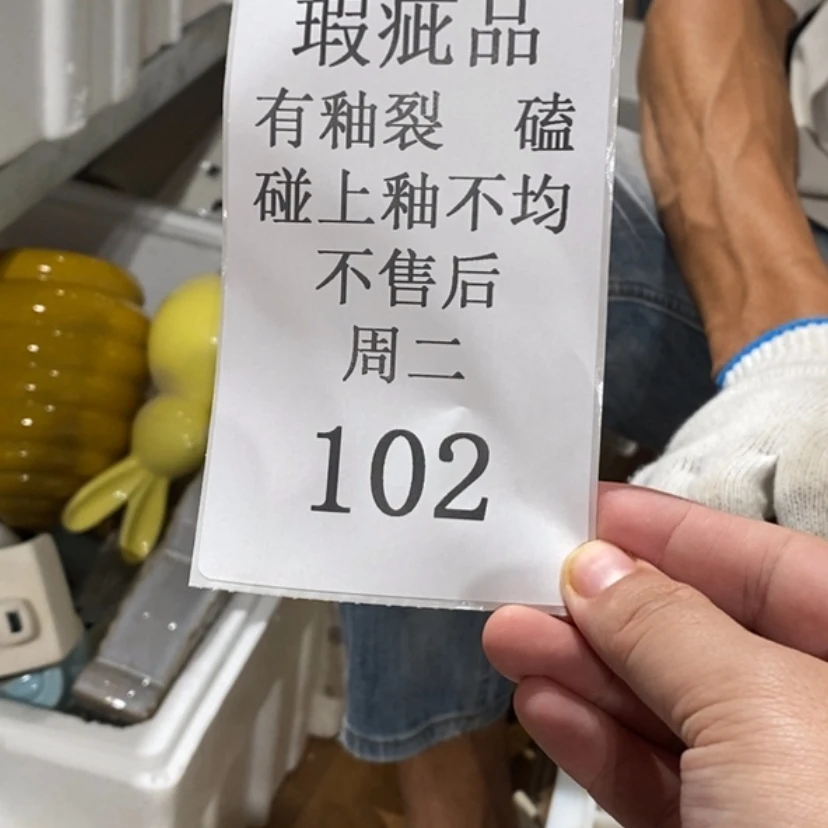 瑕疵品
有釉裂 磕
碰上釉不均
不售后
周二
102